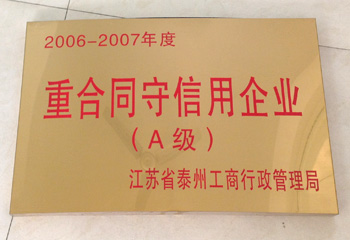 2006-2007年度
重合同守信用企业
(A级)
江苏省泰州工商行政管理局